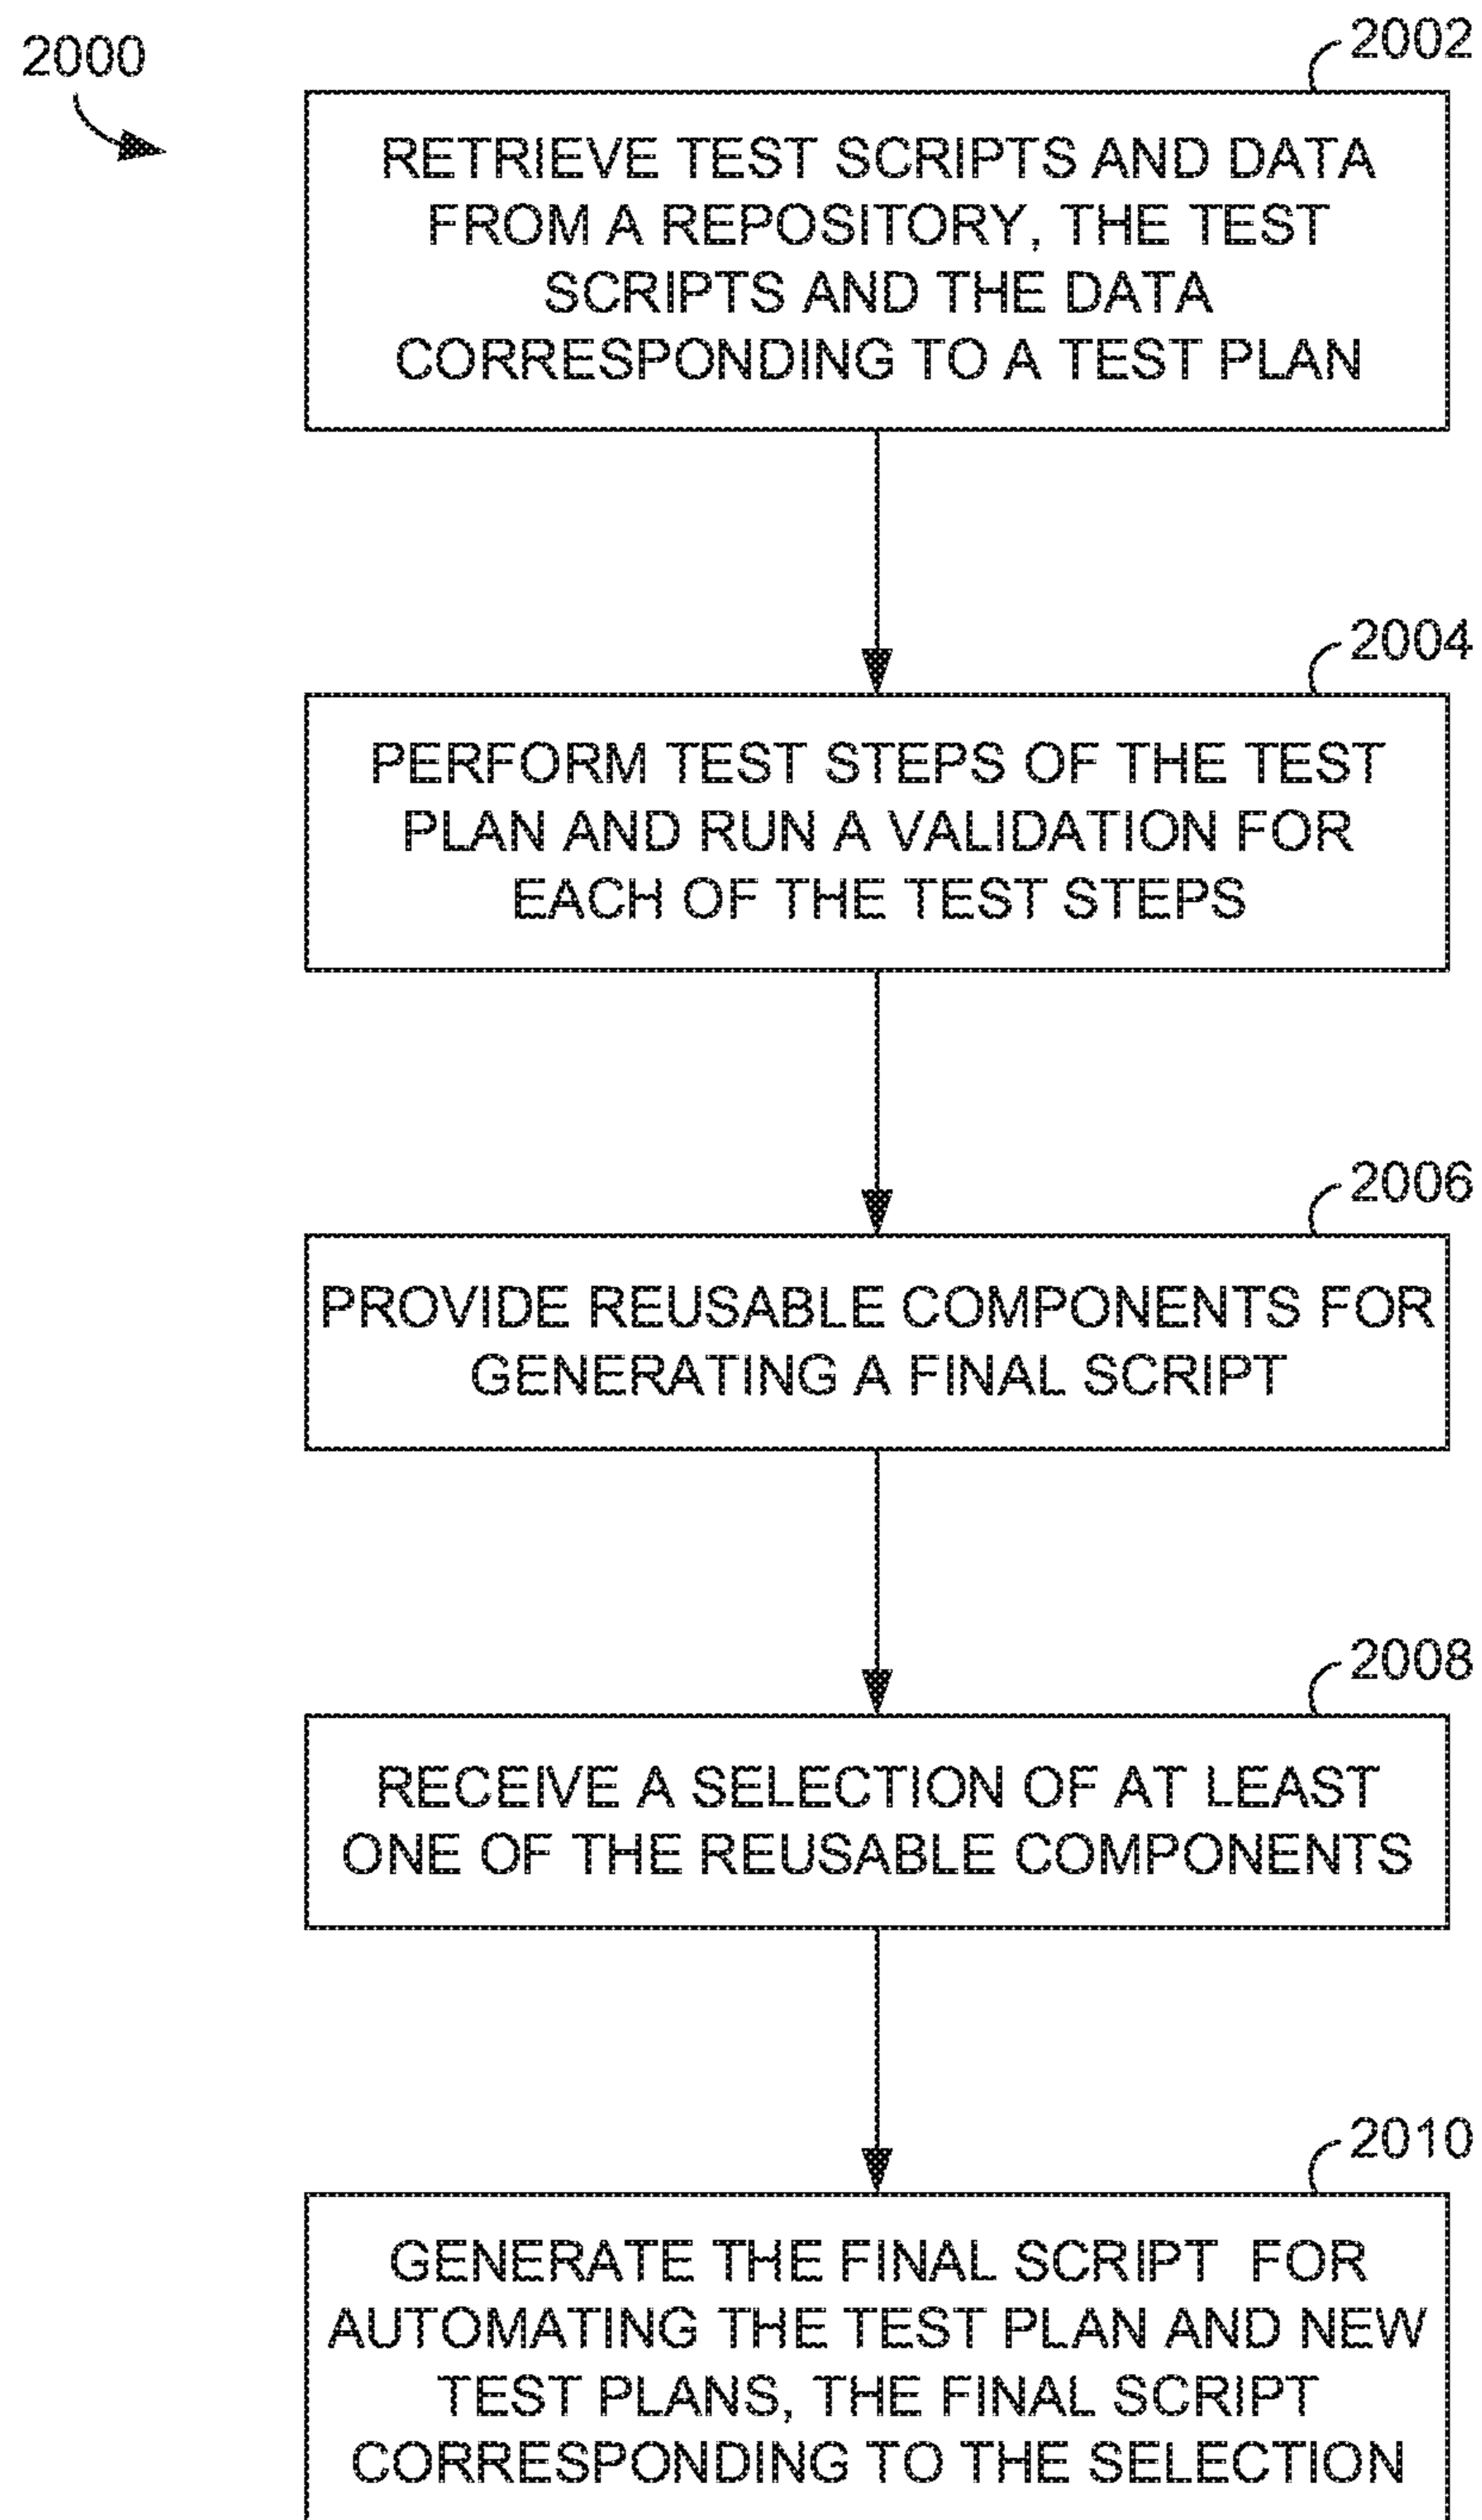 2000
2002
RETRIEVE TEST SCRIPTS AND DATA
FROM A REPOSITORY, THE TEST
SCRIPTS AND THE DATA
CORRESPONDING TO A TEST PLAN
2004
PERFORM TEST STEPS OF THE TEST
PLAN AND RUN A VALIDATION FOR
EACH OF THE TEST STEPS
2006
PROVIDE REUSABLE COMPONENTS FOR
GENERATING A FINAL SCRIPT
2008
RECEIVE A SELECTION OF AT LEAST
ONE OF THE REUSABLE COMPONENTS
2010
GENERATE THE FINAL SCRIPT FOR
AUTOMATING THE TEST PLAN AND NEW
TEST PLANS, THE FINAL SCRIPT
CORRESPONDING TO THE SELECTION